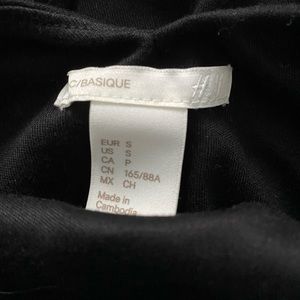 C/BASIQUE
H&M
EUR S
US S
CA P
CN 165/88A
MX CH
Made in
Cambodia